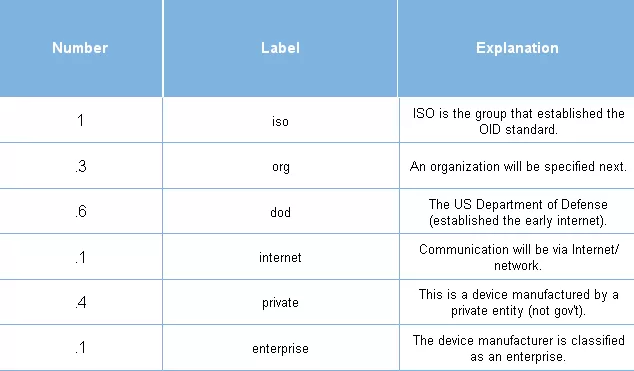 Number Label Explanation
1 iso ISO is the group that established the
OID standard.
.3 org An organization will be specified next.
.6 dod The US Department of Defense
(established the early internet).
.1 internet Communication will be via Internet/
network.
.4 private This is a device manufactured by a
private entity (not gov't).
.1 enterprise The device manufacturer is classified
as an enterprise.